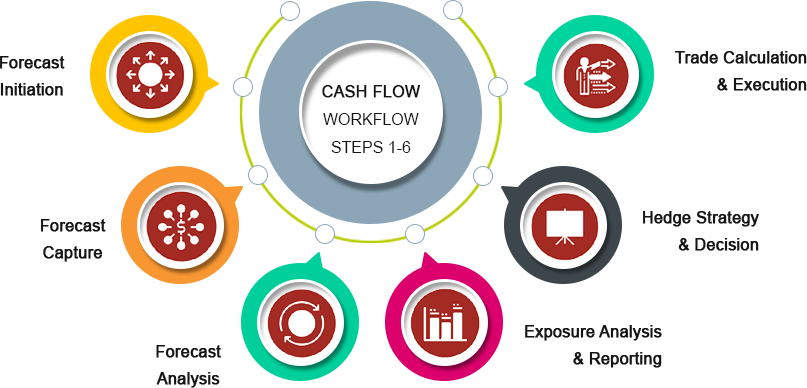 CASH FLOW
WORKFLOW
STEPS 1-6
Forecast
Initiation
Forecast
Capture
$
Forecast
Analysis
Exposure Analysis
& Reporting
Hedge Strategy
& Decision
Trade Calculation
& Execution